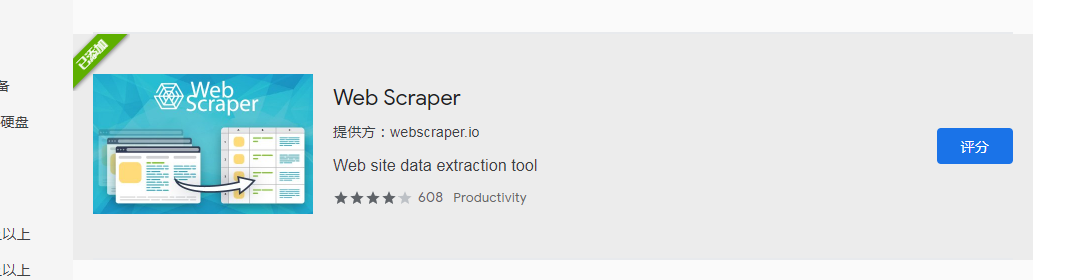 已添加
Web
Scraper
Web Scraper
备
硬盘
提供方：webscraper.io
评分
Web site data extraction tool
608 Productivity
以上
以上